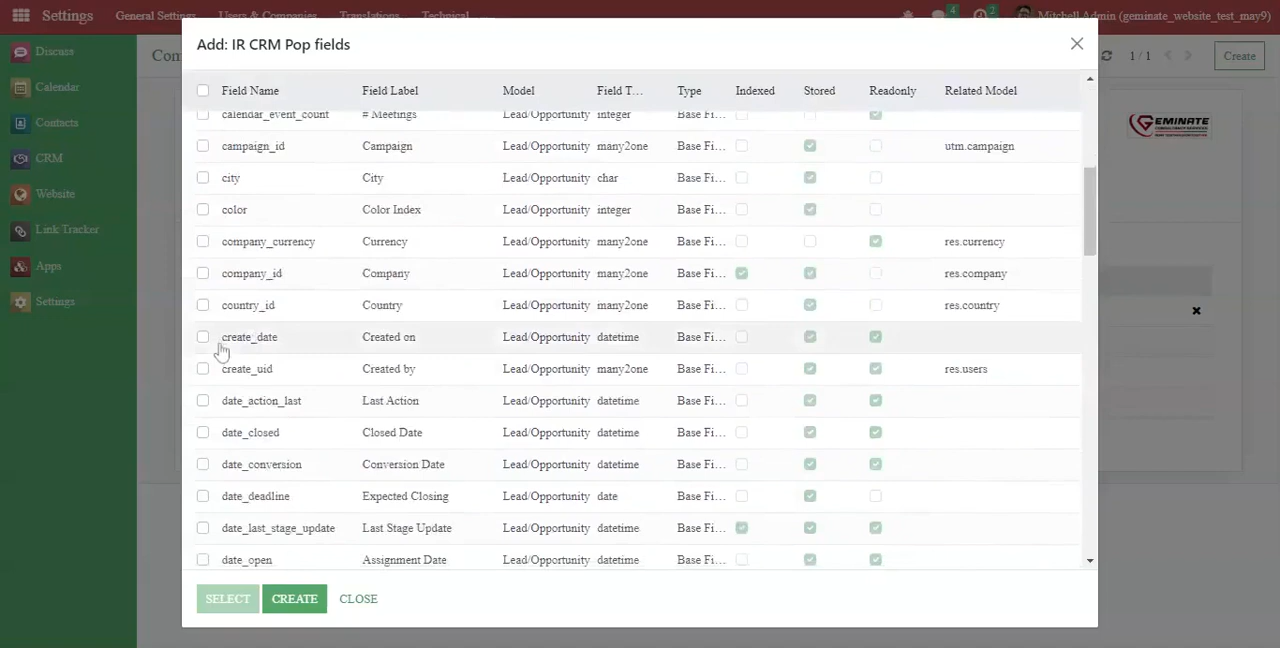 Settings General Settings Users & Companies Translations Technical 4 2 Mitchell Admin (geminate_website_test_may9)
Discuss
Calendar
Contacts
CRM
Website
Link Tracker
Apps
Settings
Com
1 / 1
Create
GEMINATE
CONSULTANCY SERVICES
Add: IR CRM Pop fields
Field Name Field Label Model Field T... Type Indexed Stored Readonly Related Model
calendar_event_count # Meetings Lead/Opportunity integer Base Fi...
campaign_id Campaign Lead/Opportunity many2one Base Fi... utm.campaign
city City Lead/Opportunity char Base Fi...
color Color Index Lead/Opportunity integer Base Fi...
company_currency Currency Lead/Opportunity many2one Base Fi... res.currency
company_id Company Lead/Opportunity many2one Base Fi... res.company
country_id Country Lead/Opportunity many2one Base Fi... res.country
create_date Created on Lead/Opportunity datetime Base Fi...
create_uid Created by Lead/Opportunity many2one Base Fi... res.users
date_action_last Last Action Lead/Opportunity datetime Base Fi...
date_closed Closed Date Lead/Opportunity datetime Base Fi...
date_conversion Conversion Date Lead/Opportunity datetime Base Fi...
date_deadline Expected Closing Lead/Opportunity date Base Fi...
date_last_stage_update Last Stage Update Lead/Opportunity datetime Base Fi...
date_open Assignment Date Lead/Opportunity datetime Base Fi...
SELECT CREATE CLOSE